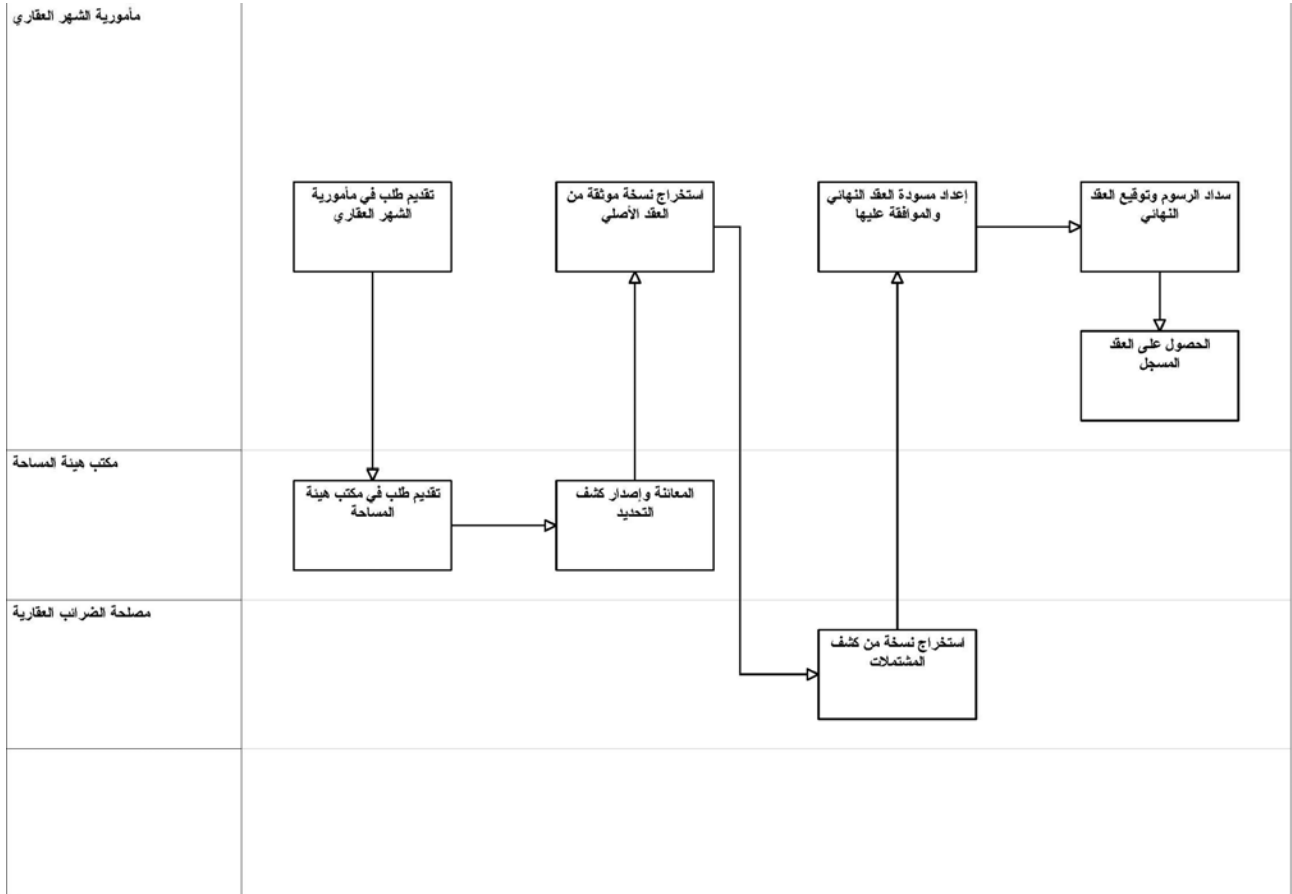 مأمورية الشهر العقاري
تقديم طلب في مأمورية
الشهر العقاري
استخراج نسخة موثقة من
العقد الأصلي
إعداد مسودة العقد النهائي
والموافقة عليها
سداد الرسوم وتوقيع العقد
النهائي
الحصول على العقد
المسجل
مكتب هيئة المساحة
تقديم طلب في مكتب هيئة
المساحة
المعاننة وإصدار كشف
التحديد
مصلحة الضرائب العقارية
استخراج نسخة من كشف
المشتملات